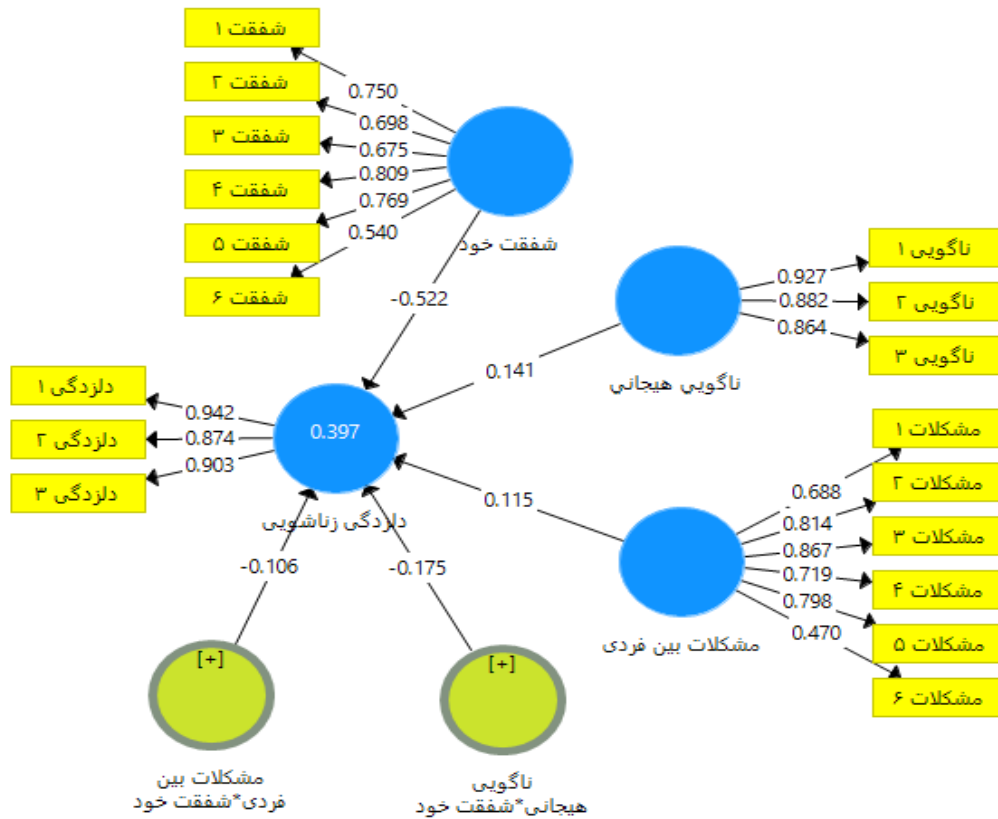 شفقت ۱
شفقت ۲
شفقت ۳
شفقت ۴
شفقت ۵
شفقت ۶
0.750
0.698
0.675
0.809
0.769
0.540
شفقت خود
-0.522
ناگویی ۱
ناگویی ۲
ناگویی ۳
0.927
0.882
0.864
ناگویي هیجاني
0.141
دلزدگی ۱
دلزدگی ۲
دلزدگی ۳
0.942
0.874
0.903
0.397
دلزدگی زناشویی
0.115
مشکلات ۱
مشکلات ۲
مشکلات ۳
مشکلات ۴
مشکلات ۵
مشکلات ۶
0.688
0.814
0.867
0.719
0.798
0.470
مشکلات بین فردی
-0.106
-0.175
[+]
مشکلات بین
فردی*شفقت خود
[+]
ناگویی
هیجانی*شفقت خود